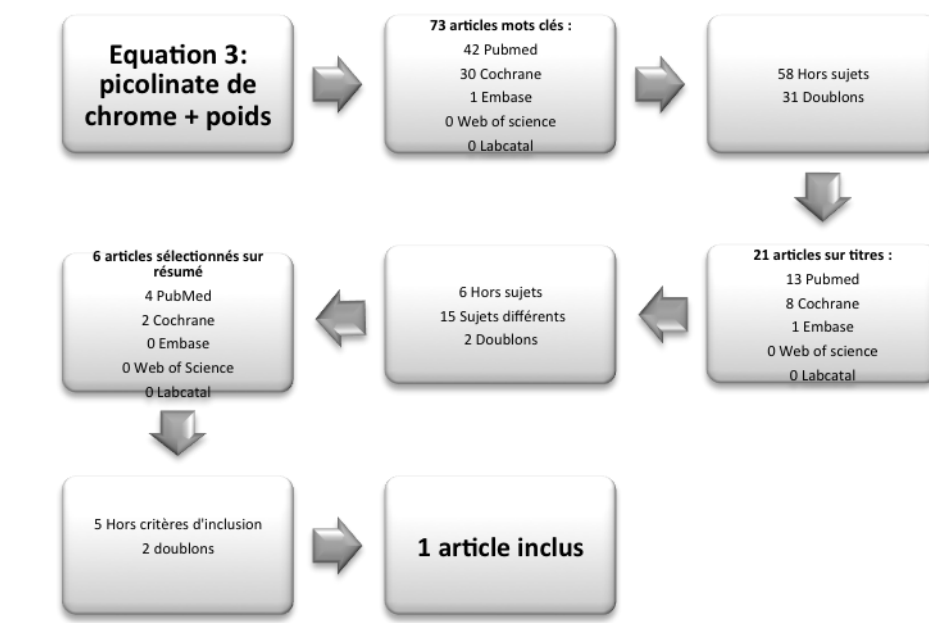 Equation 3:
picolinate de
chrome + poids
73 articles mots clés :
42 Pubmed
30 Cochrane
1 Embase
0 Web of science
0 Labcatal
58 Hors sujets
31 Doublons
21 articles sur titres :
13 Pubmed
8 Cochrane
1 Embase
0 Web of science
0 Labcatal
6 Hors sujets
15 Sujets différents
2 Doublons
6 articles sélectionnés sur
résumé
4 PubMed
2 Cochrane
0 Embase
0 Web of Science
0 Labcatal
5 Hors critères d'inclusion
2 doublons
1 article inclus